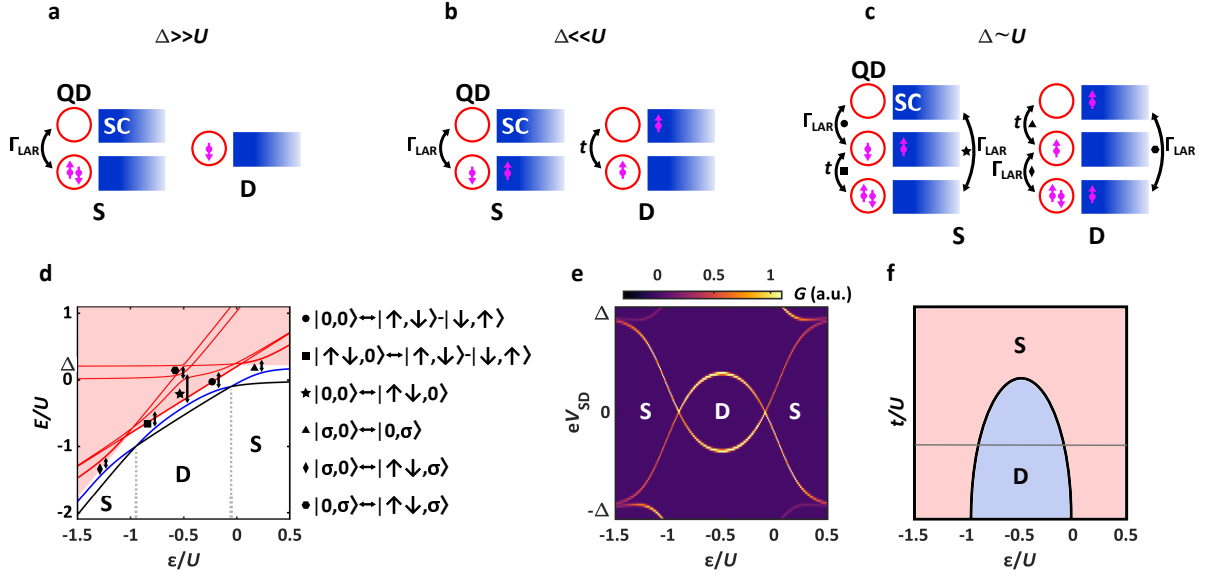 a
Δ>>U
QD
SC
Γ_LAR
S
D
b
Δ<<U
QD
SC
Γ_LAR
t
S
D
c
Δ~U
QD
SC
Γ_LAR
t
Γ_LAR
t
Γ_LAR
Γ_LAR
S
D
d
1
Δ
0
-1
-2
E/U
S
D
S
-1.5
-1
-0.5
0
0.5
ε/U
●|0,0⟩↔|↑,↓⟩-|↓,↑⟩
■|↑↓,0⟩↔|↑,↓⟩-|↓,↑⟩
★|0,0⟩↔|↑↓,0⟩
▲|σ,0⟩↔|0,σ⟩
♦|σ,0⟩↔|↑↓,σ⟩
⬢|0,σ⟩↔|↑↓,σ⟩
e
0
0.5
1
G (a.u.)
Δ
0
-Δ
eV_SD
S
D
S
-1.5
-1
-0.5
0
0.5
ε/U
f
t/U
S
D
-1.5
-1
-0.5
0
0.5
ε/U